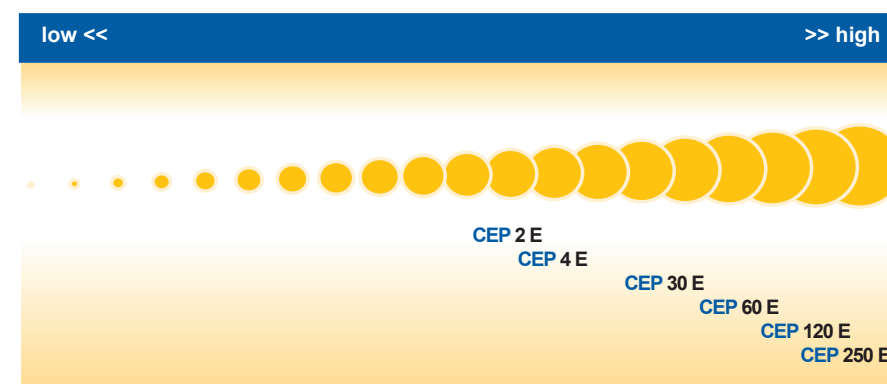 low << >> high
CEP 2 E
CEP 4 E
CEP 30 E
CEP 60 E
CEP 120 E
CEP 250 E